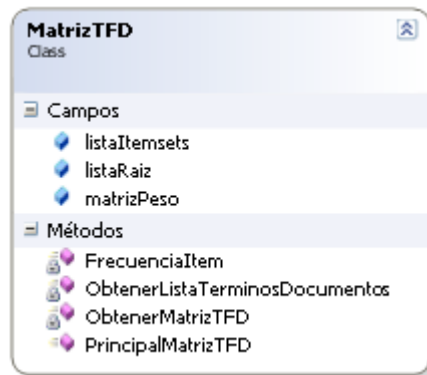 MatrizTFD
Class
Campos
listaItemsets
listaRaiz
matrizPeso
Métodos
FrecuenciaItem
ObtenerListaTerminosDocumentos
ObtenerMatrizTFD
PrincipalMatrizTFD